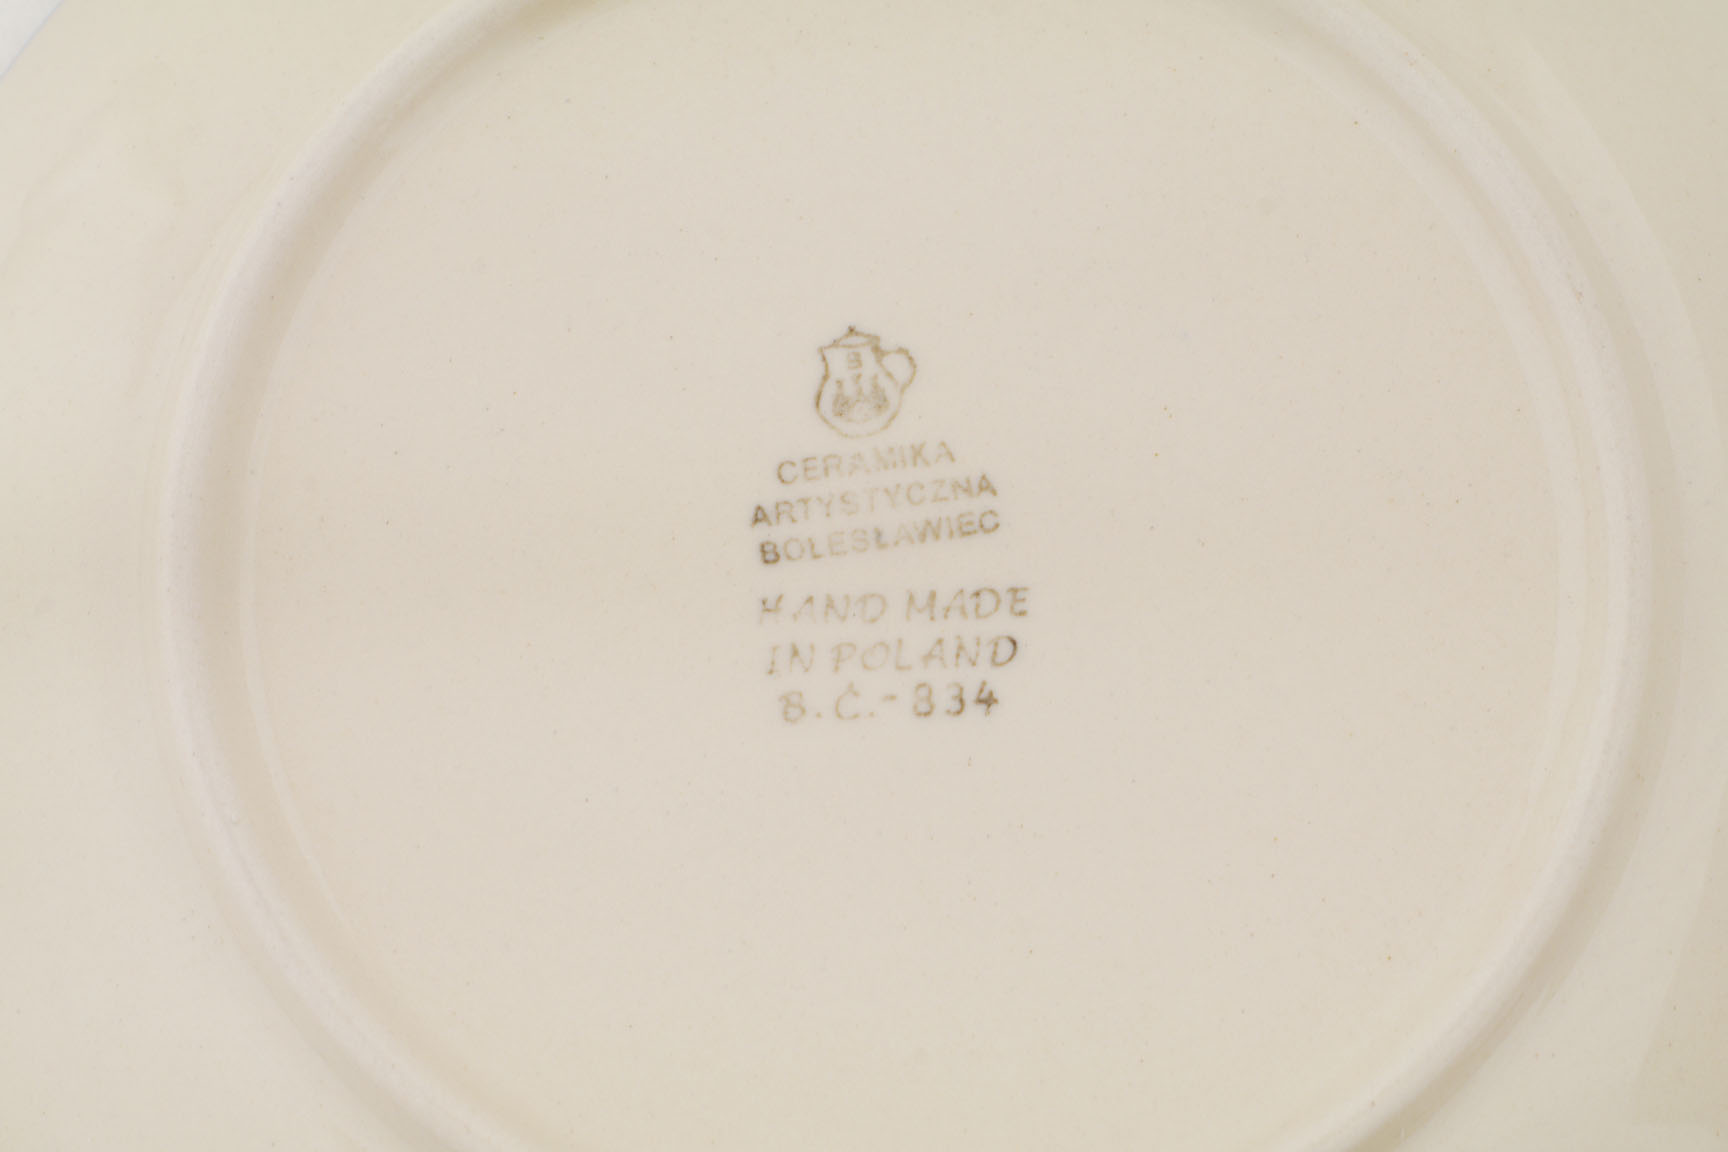 B
CERAMIKA
ARTYSTYCZNA
BOLESŁAWIEC
HAND MADE
IN POLAND
B.C.-834